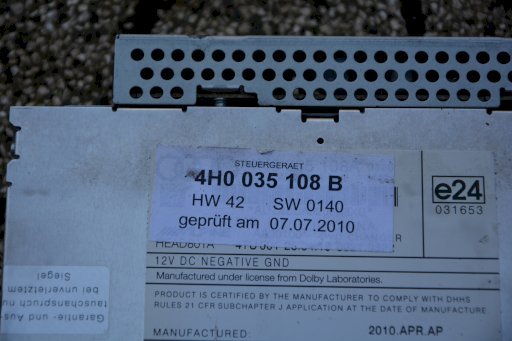 STEUERGERAET
4H0 035 108 B
HW 42 SW 0140
geprüft am 07.07.2010
e24
031653
R
HEAD601A
12V DC NEGATIVE GND
Manufactured under license from Dolby Laboratories.
PRODUCT IS CERTIFIED BY THE MANUFACTURER TO COMPLY WITH DHHS
RULES 21 CFR SUBCHAPTER J APPLICATION AT THE DATE OF MANUFACTURE
MANUFACTURED: 2010.APR.AP
Garantie- und Aus-
tauschanspruch nur
bei unverletztem
Siegel